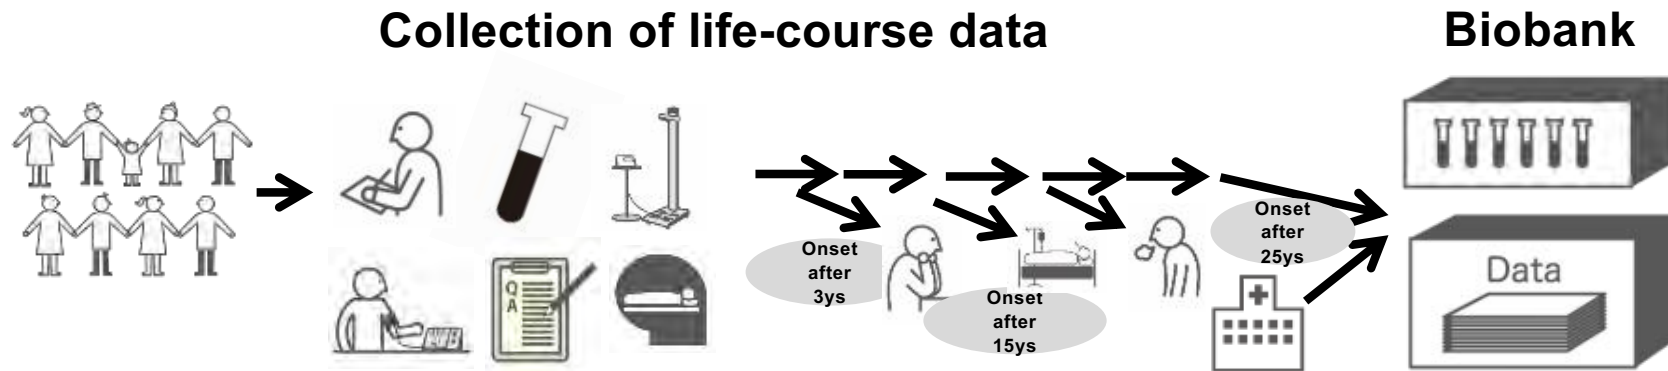 Collection of life-course data
Biobank
Onset
after
3ys
Onset
after
15ys
Onset
after
25ys
Q
A
Data